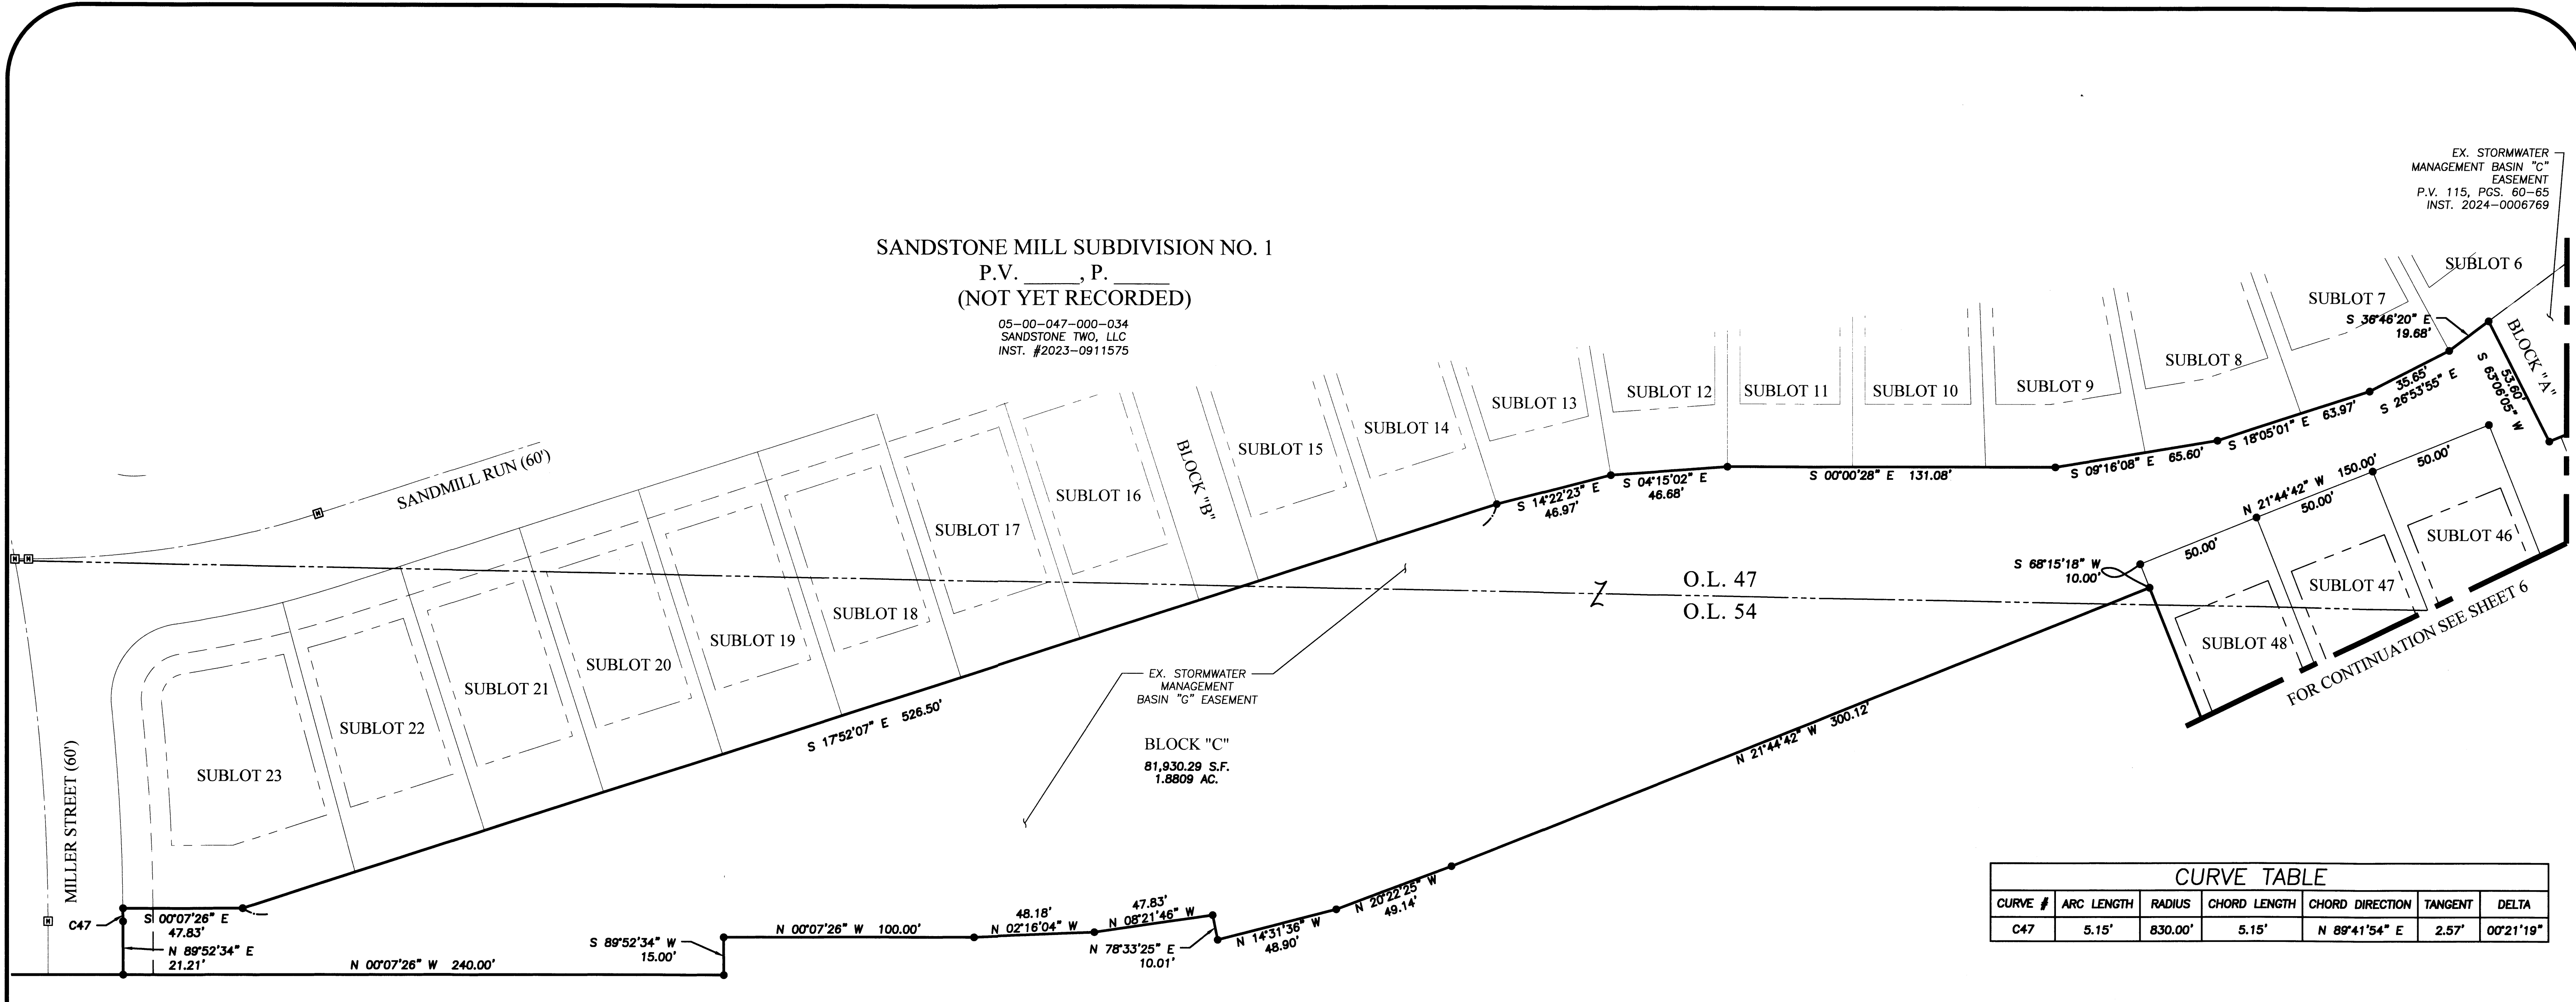 EX. STORMWATER
MANAGEMENT BASIN "C"
EASEMENT
P.V. 115, PGS. 60-65
INST. 2024-0006769
SANDSTONE MILL SUBDIVISION NO. 1
P.V. _____, P. _____
(NOT YET RECORDED)
05-00-047-000-034
SANDSTONE TWO, LLC
INST. #2023-0911575
SUBLOT 6
SUBLOT 7
S 36°46'20" E
19.68'
BLOCK "A"
S 63°06'05" W
53.60'
SUBLOT 8
SUBLOT 9
SUBLOT 10
SUBLOT 11
SUBLOT 12
SUBLOT 13
SUBLOT 14
SUBLOT 15
BLOCK "B"
SUBLOT 16
SUBLOT 17
SUBLOT 18
SUBLOT 19
SUBLOT 20
SUBLOT 21
SUBLOT 22
SUBLOT 23
SANDMILL RUN (60')
MILLER STREET (60')
35.65'
S 26°53'55" E
S 18°05'01" E 63.97'
S 09°16'08" E 65.60'
S 00°00'28" E 131.08'
S 04°15'02" E
46.68'
S 14°22'23" E
46.97'
S 17°52'07" E 526.50'
N 21°44'42" W 150.00'
50.00'
50.00'
50.00'
SUBLOT 46
SUBLOT 47
SUBLOT 48
S 68°15'18" W
10.00'
FOR CONTINUATION SEE SHEET 6
O.L. 47
Z
O.L. 54
EX. STORMWATER
MANAGEMENT
BASIN "G" EASEMENT
BLOCK "C"
81,930.29 S.F.
1.8809 AC.
N 21°44'42" W 300.12'
C47
S 00°07'26" E
47.83'
N 89°52'34" E
21.21'
N 00°07'26" W 240.00'
S 89°52'34" W
15.00'
N 00°07'26" W 100.00'
48.18'
N 02°16'04" W
47.83'
N 08°21'46" W
N 78°33'25" E
10.01'
N 14°31'36" W
48.90'
N 20°22'25" W
49.14'
CURVE TABLE
CURVE # ARC LENGTH RADIUS CHORD LENGTH CHORD DIRECTION TANGENT DELTA
C47 5.15' 830.00' 5.15' N 89°41'54" E 2.57' 00°21'19"